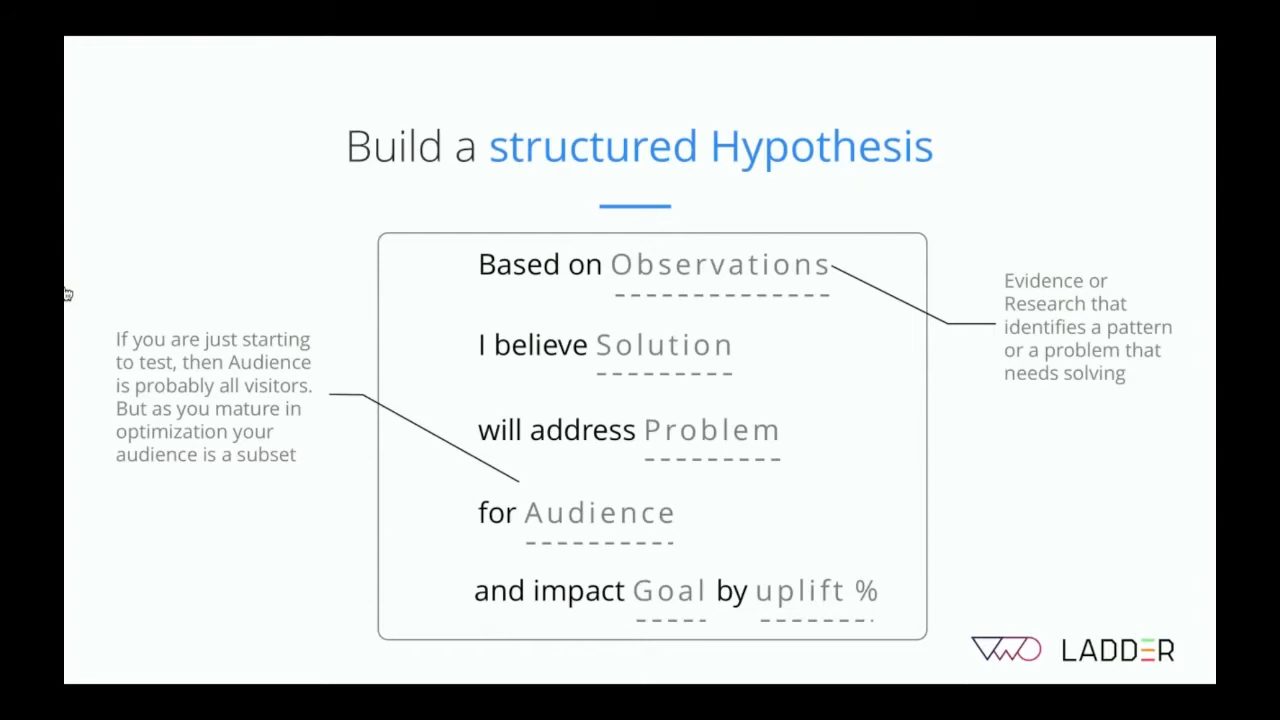 Build a structured Hypothesis
Based on Observations
I believe Solution
will address Problem
for Audience
and impact Goal by uplift %
If you are just starting
to test, then Audience
is probably all visitors.
But as you mature in
optimization your
audience is a subset
Evidence or
Research that
identifies a pattern
or a problem that
needs solving
VWO LADDER